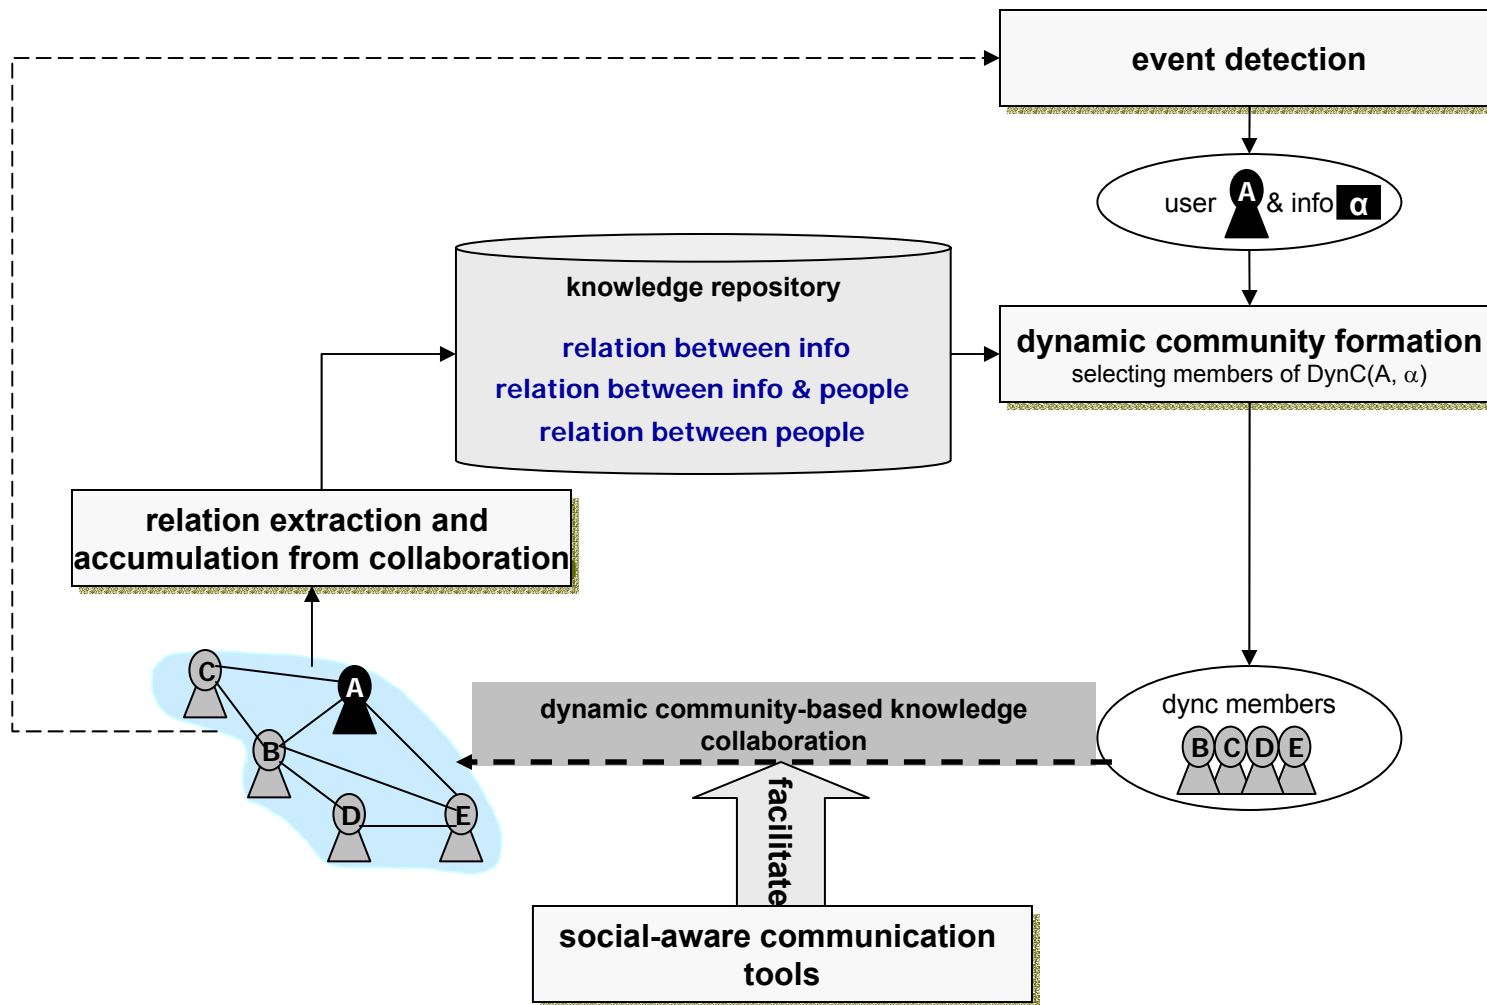 event detection
user A & info α
knowledge repository
relation between info
relation between info & people
relation between people
dynamic community formation
selecting members of DynC(A, α)
relation extraction and
accumulation from collaboration
C
A
B
D
E
dynamic community-based knowledge
collaboration
dync members
B C D E
facilitate
social-aware communication
tools